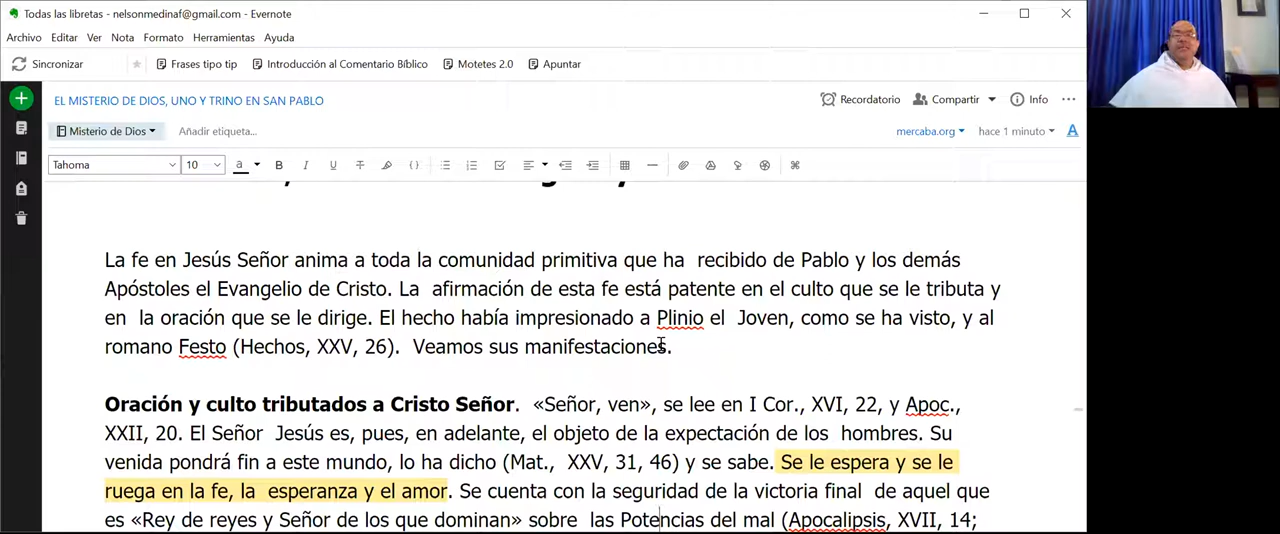 Todas las libretas - nelsonmedinaf@gmail.com - Evernote
Archivo Editar Ver Nota Formato Herramientas Ayuda
Sincronizar Frases tipo tip Introducción al Comentario Bíblico Motetes 2.0 Apuntar
EL MISTERIO DE DIOS, UNO Y TRINO EN SAN PABLO Recordatorio Compartir Info
Misterio de Dios Añadir etiqueta... mercaba.org hace 1 minuto A
Tahoma 10 a B I U T
La fe en Jesús Señor anima a toda la comunidad primitiva que ha recibido de Pablo y los demás
Apóstoles el Evangelio de Cristo. La afirmación de esta fe está patente en el culto que se le tributa y
en la oración que se le dirige. El hecho había impresionado a Plinio el Joven, como se ha visto, y al
romano Festo (Hechos, XXV, 26). Veamos sus manifestaciones.
Oración y culto tributados a Cristo Señor. «Señor, ven», se lee en I Cor., XVI, 22, y Apoc.,
XXII, 20. El Señor Jesús es, pues, en adelante, el objeto de la expectación de los hombres. Su
venida pondrá fin a este mundo, lo ha dicho (Mat., XXV, 31, 46) y se sabe. Se le espera y se le
ruega en la fe, la esperanza y el amor. Se cuenta con la seguridad de la victoria final de aquel que
es «Rey de reyes y Señor de los que dominan» sobre las Potencias del mal (Apocalipsis, XVII, 14;